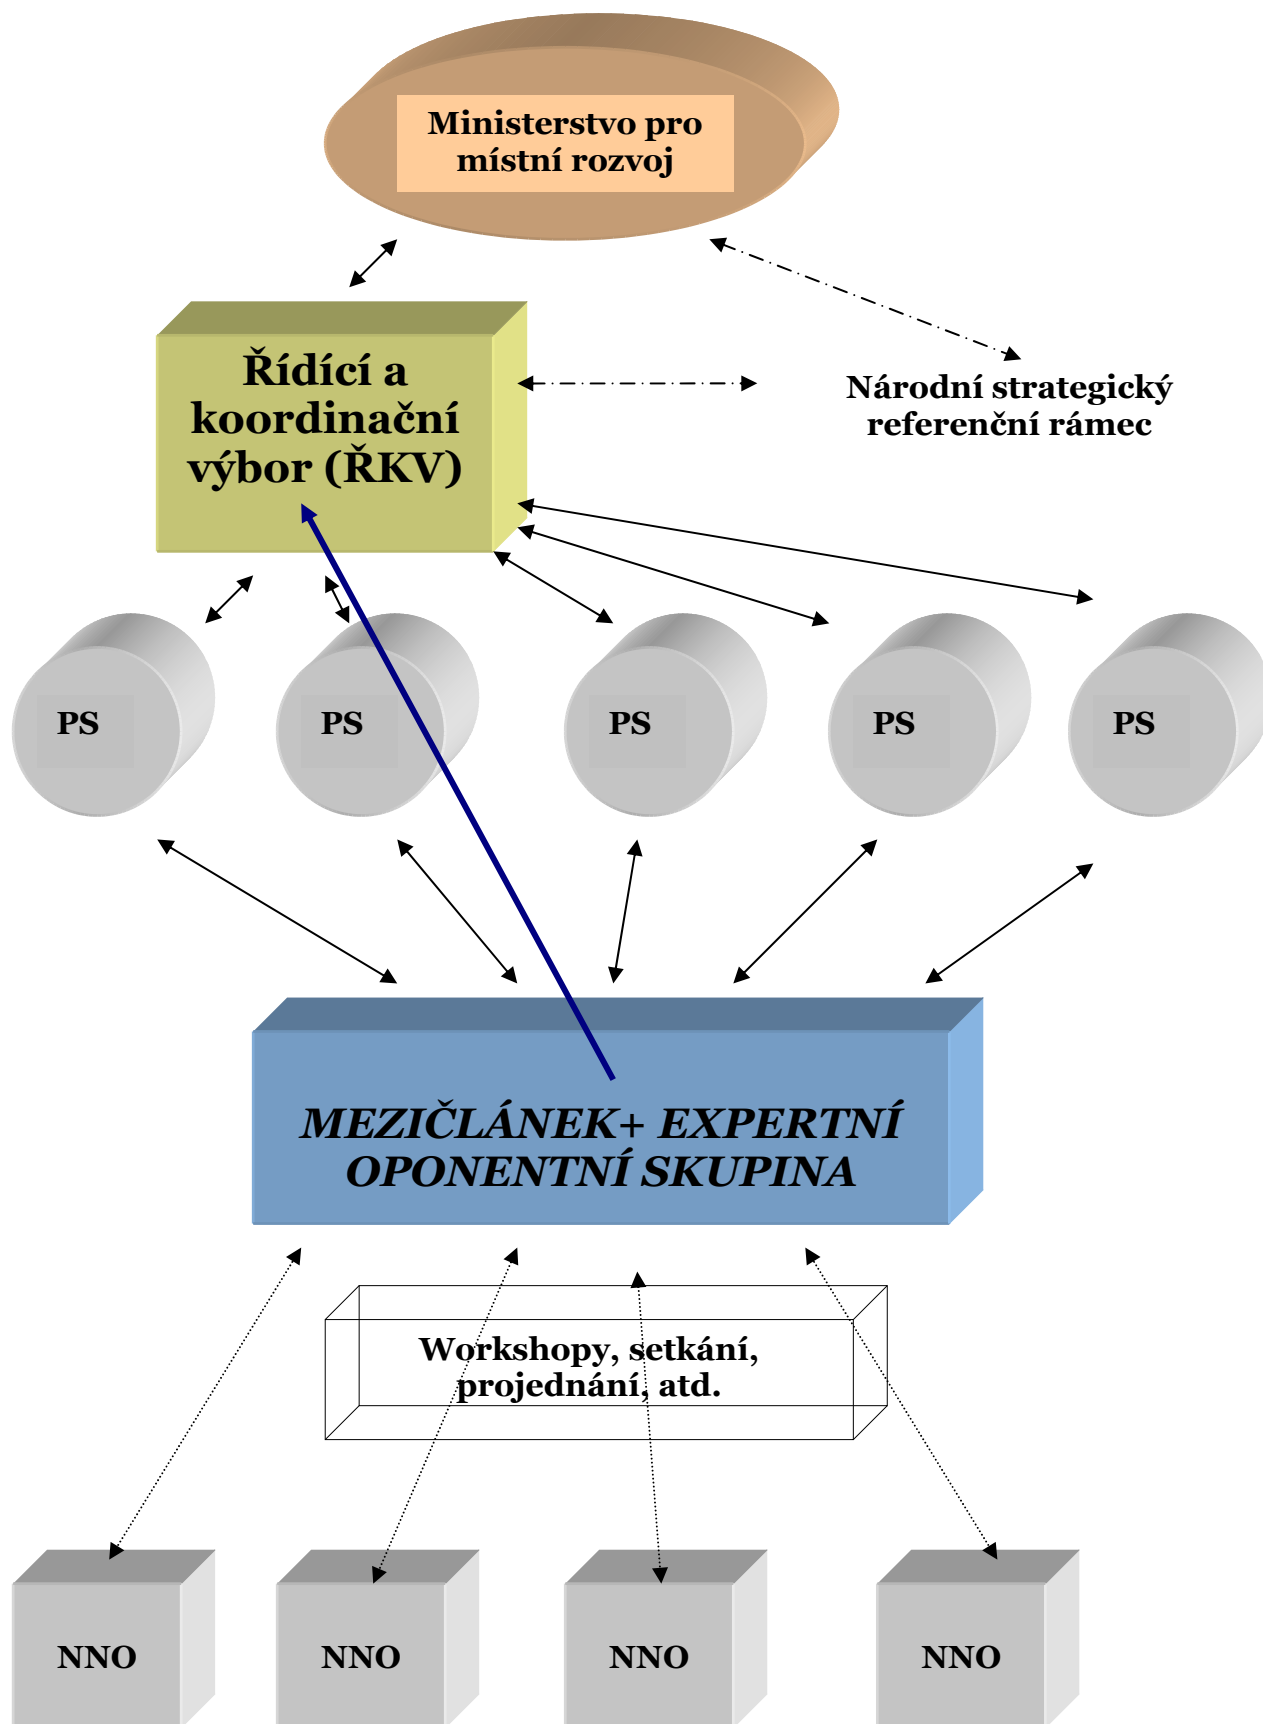 Ministerstvo pro
místní rozvoj
Řídící a
koordinační
výbor (ŘKV)
Národní strategický
referenční rámec
PS
PS
PS
PS
PS
MEZIČLÁNEK+ EXPERTNÍ
OPONENTNÍ SKUPINA
Workshopy, setkání,
projednání, atd.
NNO
NNO
NNO
NNO